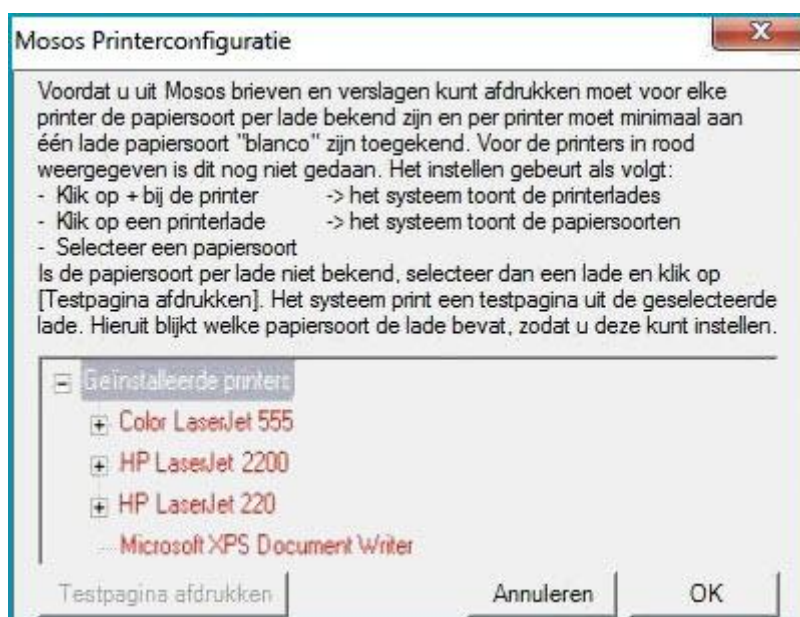 Mosos Printerconfiguratie
Voordat u uit Mosos brieven en verslagen kunt afdrukken moet voor elke
printer de papiersoort per lade bekend zijn en per printer moet minimaal aan
één lade papiersoort "blanco" zijn toegekend. Voor de printers in rood
weergegeven is dit nog niet gedaan. Het instellen gebeurt als volgt:
- Klik op + bij de printer -> het systeem toont de printerlades
- Klik op een printerlade -> het systeem toont de papiersoorten
- Selecteer een papiersoort
Is de papiersoort per lade niet bekend, selecteer dan een lade en klik op
[Testpagina afdrukken]. Het systeem print een testpagina uit de geselecteerde
lade. Hieruit blijkt welke papiersoort de lade bevat, zodat u deze kunt instellen.
Geïnstalleerde printers
Color LaserJet 555
HP LaserJet 2200
HP LaserJet 220
Microsoft XPS Document Writer
Testpagina afdrukken Annuleren OK